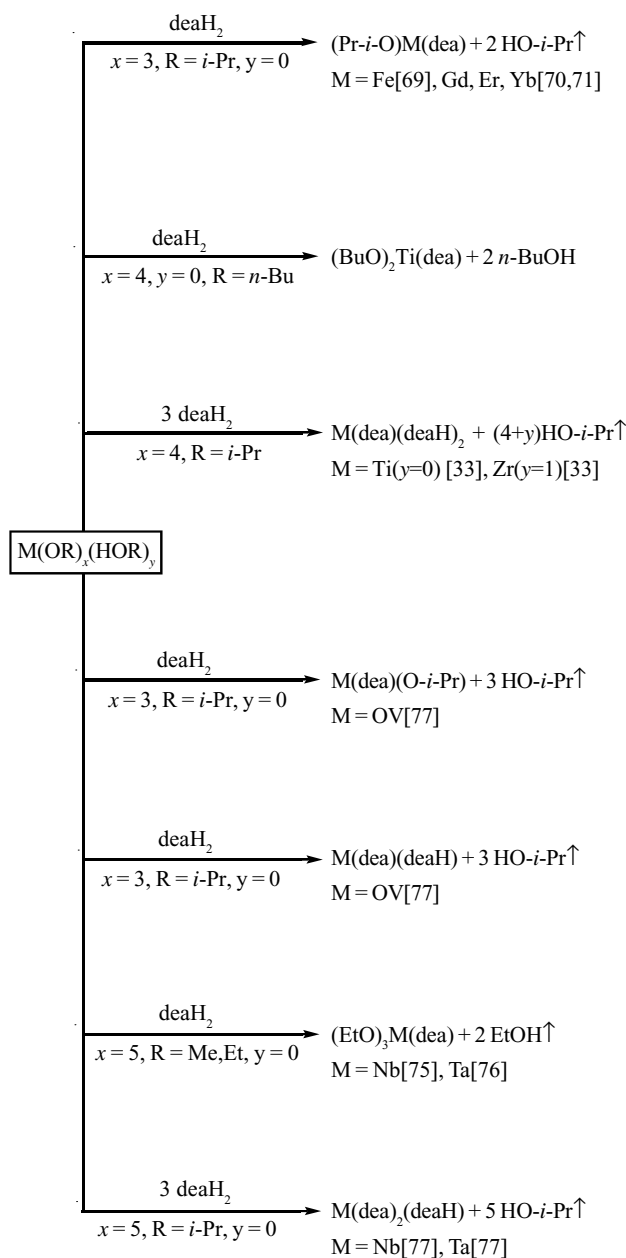 deaH₂
x = 3, R = i-Pr, y = 0
(Pr-i-O)M(dea) + 2 HO-i-Pr↑
M = Fe[69], Gd, Er, Yb[70,71]
deaH₂
x = 4, y = 0, R = n-Bu
(BuO)₂Ti(dea) + 2 n-BuOH
3 deaH₂
x = 4, R = i-Pr
M(dea)(deaH)₂ + (4+y)HO-i-Pr↑
M = Ti(y=0) [33], Zr(y=1)[33]
M(OR)ₓ(HOR)ᵧ
deaH₂
x = 3, R = i-Pr, y = 0
M(dea)(O-i-Pr) + 3 HO-i-Pr↑
M = OV[77]
deaH₂
x = 3, R = i-Pr, y = 0
M(dea)(deaH) + 3 HO-i-Pr↑
M = OV[77]
deaH₂
x = 5, R = Me,Et, y = 0
(EtO)₃M(dea) + 2 EtOH↑
M = Nb[75], Ta[76]
3 deaH₂
x = 5, R = i-Pr, y = 0
M(dea)₂(deaH) + 5 HO-i-Pr↑
M = Nb[77], Ta[77]